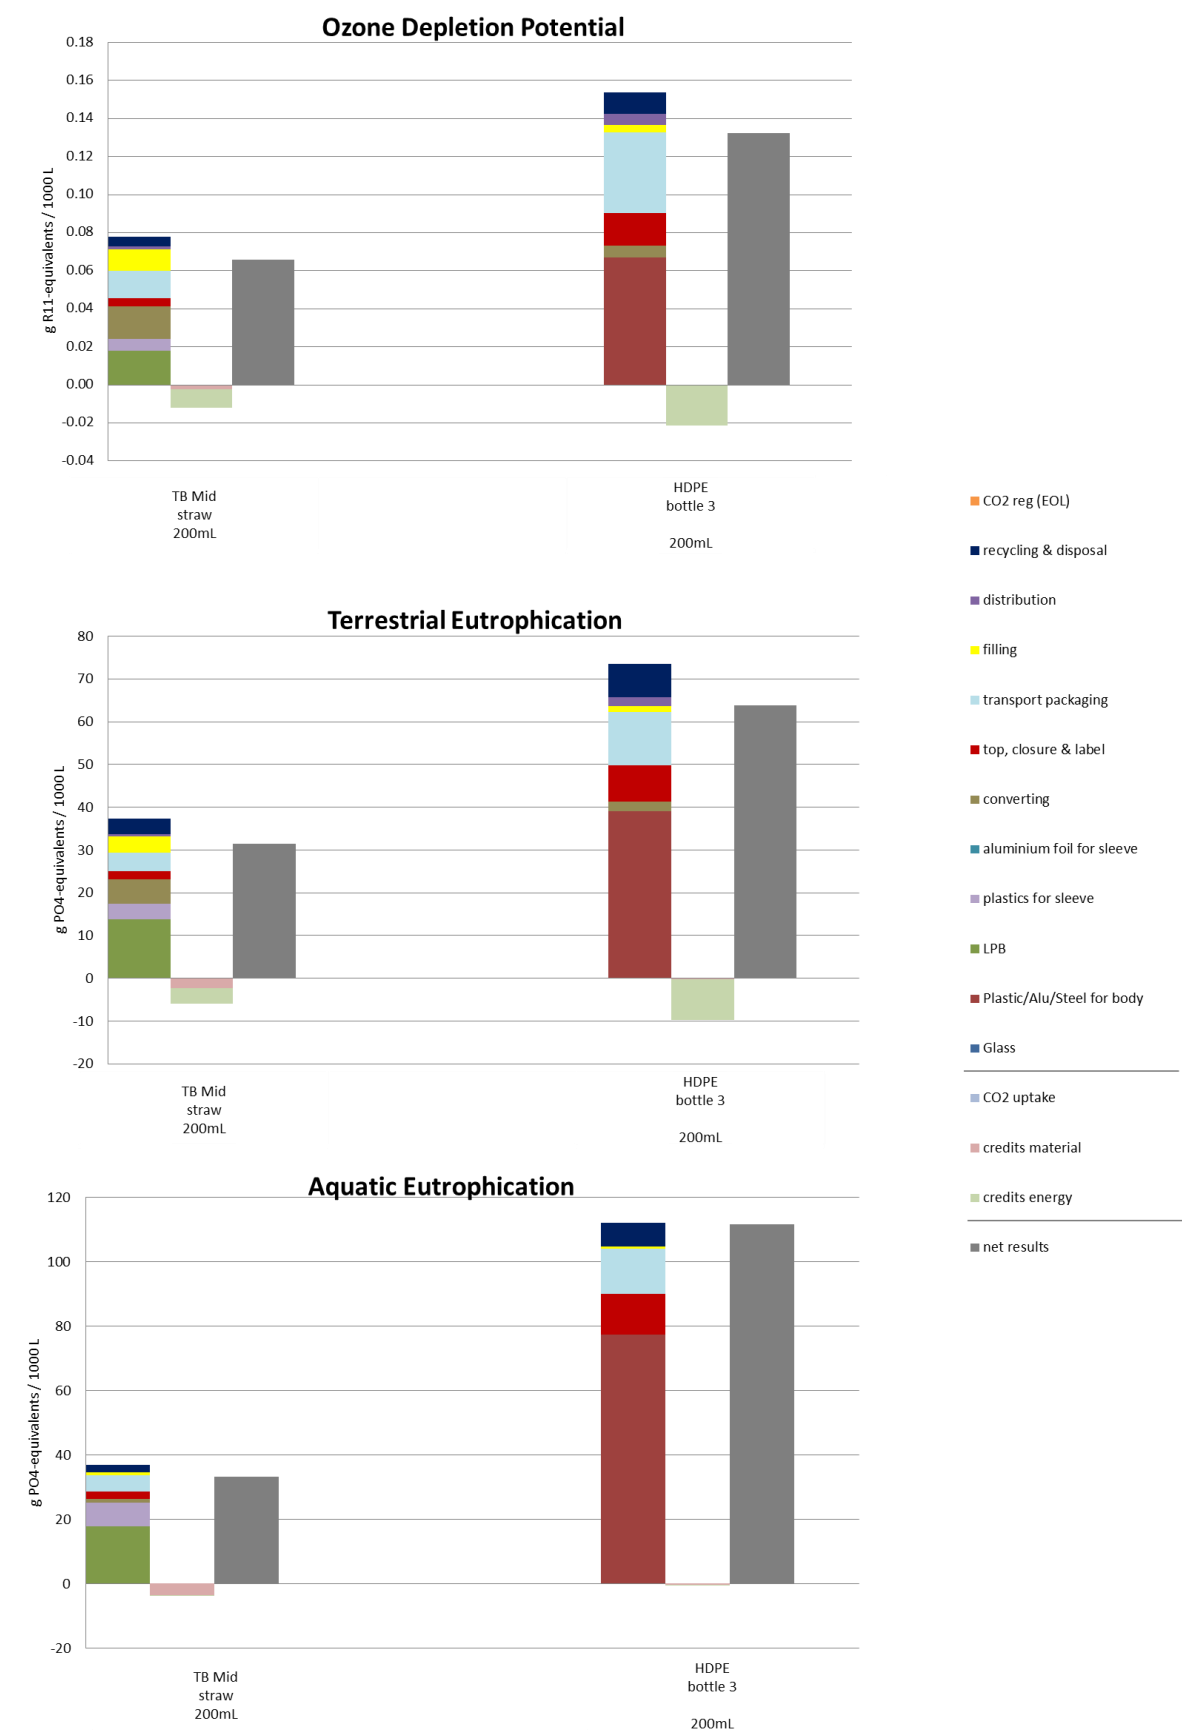 Ozone Depletion Potential
0.18
0.16
0.14
0.12
0.10
0.08
0.06
0.04
0.02
0.00
-0.02
-0.04
g R11-equivalents / 1000 L
TB Mid
straw
200mL
HDPE
bottle 3
200mL
Terrestrial Eutrophication
80
70
60
50
40
30
20
10
0
-10
-20
g PO4-equivalents / 1000 L
TB Mid
straw
200mL
HDPE
bottle 3
200mL
Aquatic Eutrophication
120
100
80
60
40
20
0
-20
g PO4-equivalents / 1000 L
TB Mid
straw
200mL
HDPE
bottle 3
200mL
CO2 reg (EOL)
recycling & disposal
distribution
filling
transport packaging
top, closure & label
converting
aluminium foil for sleeve
plastics for sleeve
LPB
Plastic/Alu/Steel for body
Glass
CO2 uptake
credits material
credits energy
net results